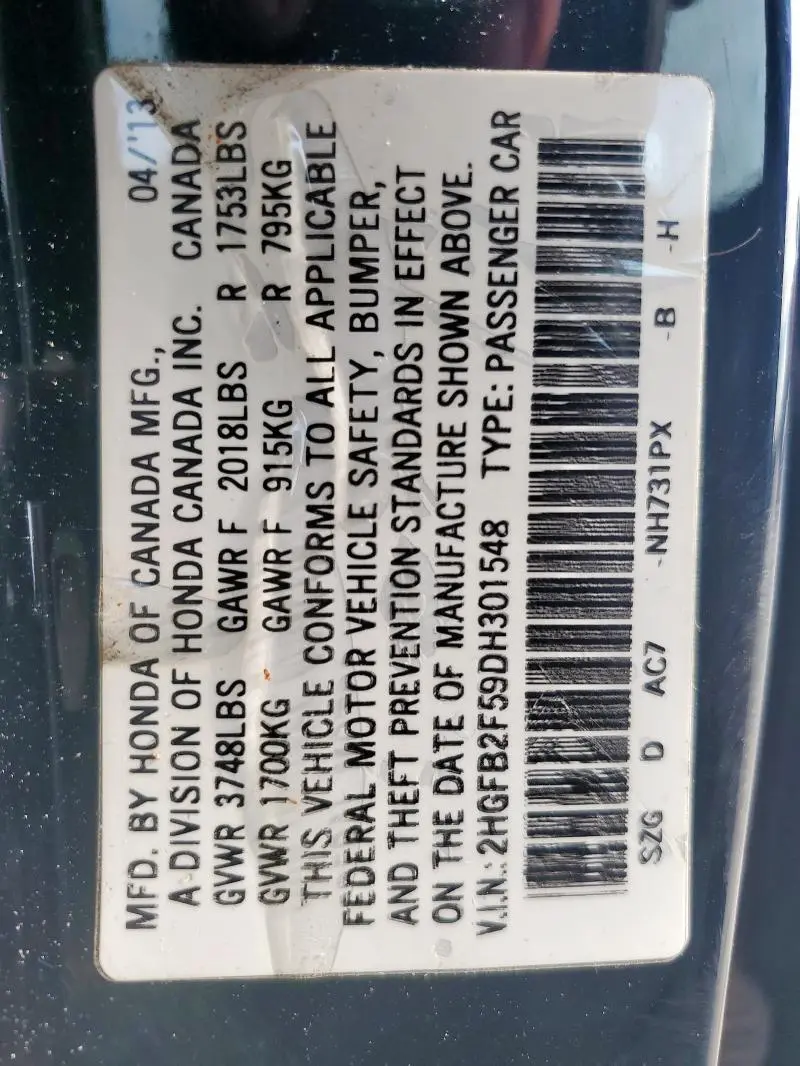 MFD. BY HONDA OF CANADA MFG., 04/'13
A DIVISION OF HONDA CANADA INC. CANADA
GVWR 3748LBS GAWR F 2018LBS R 1753LBS
GVWR 1700KG GAWR F 915KG R 795KG
THIS VEHICLE CONFORMS TO ALL APPLICABLE
FEDERAL MOTOR VEHICLE SAFETY, BUMPER,
AND THEFT PREVENTION STANDARDS IN EFFECT
ON THE DATE OF MANUFACTURE SHOWN ABOVE.
V.I.N.: 2HGFB2F59DH301548 TYPE: PASSENGER CAR
SZG D AC7 -NH731PX -B -H